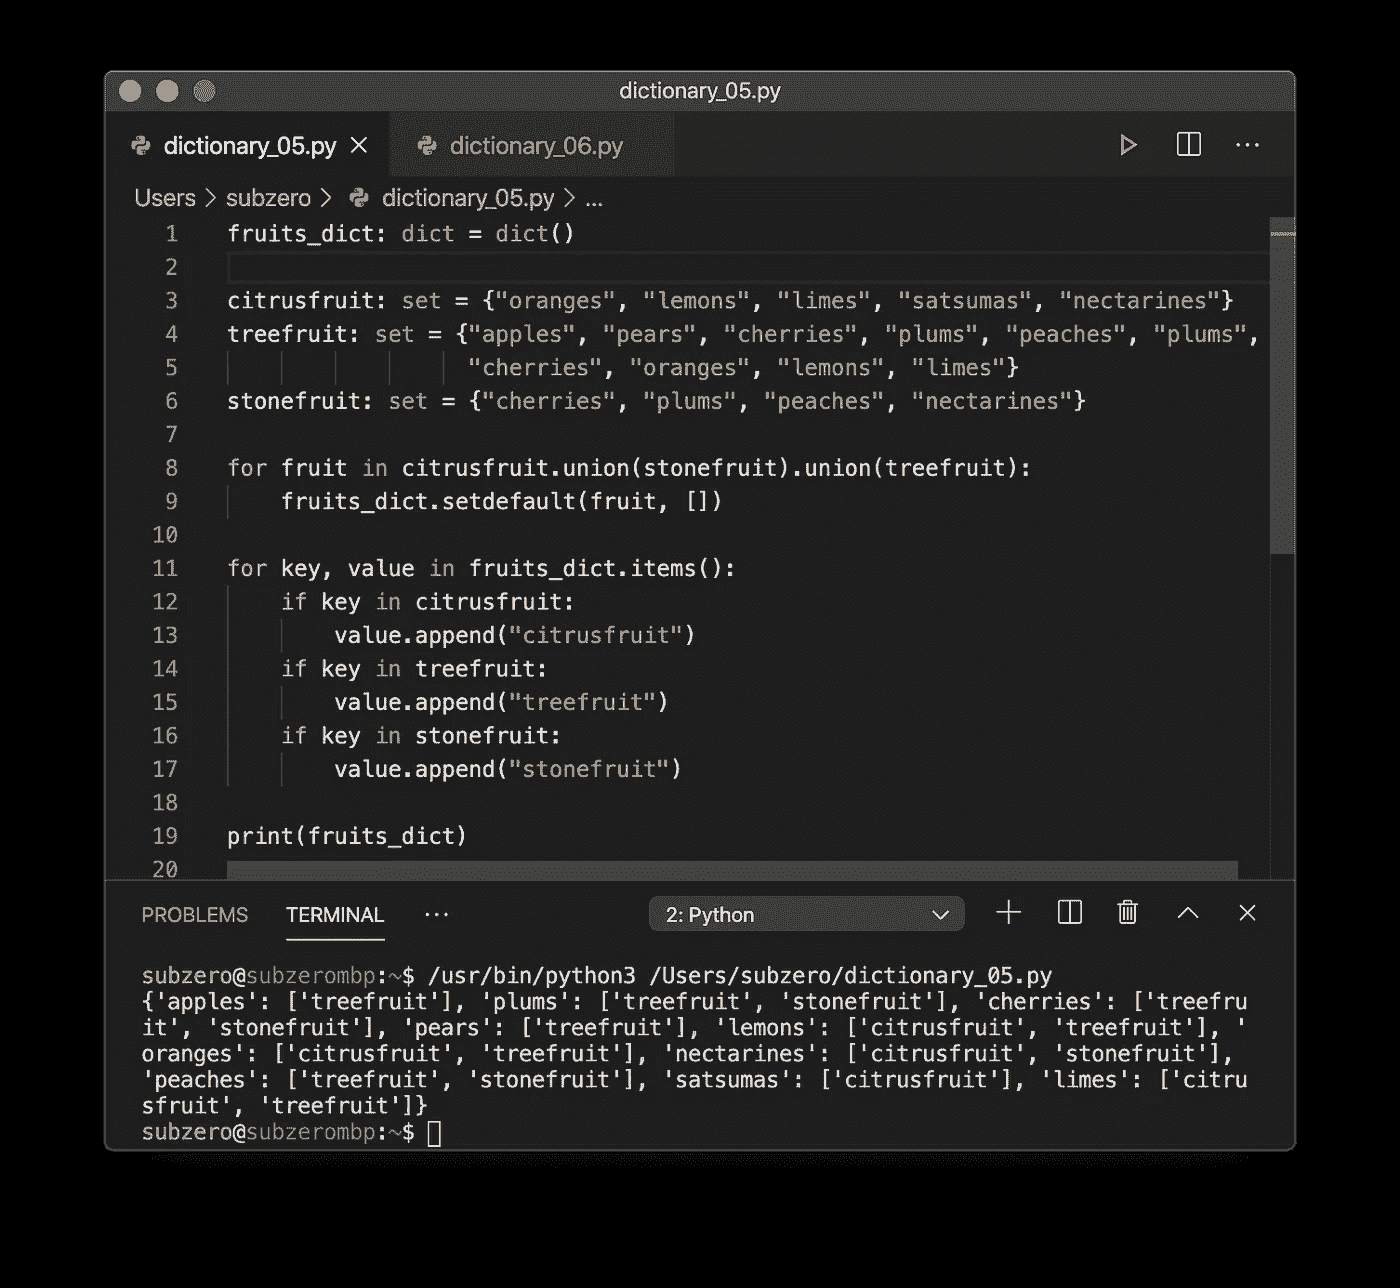 dictionary_05.py
dictionary_05.py
dictionary_06.py
Users > subzero > dictionary_05.py > ...
1 fruits_dict: dict = dict()
2
3 citrusfruit: set = {"oranges", "lemons", "limes", "satsumas", "nectarines"}
4 treefruit: set = {"apples", "pears", "cherries", "plums", "peaches", "plums",
5                   "cherries", "oranges", "lemons", "limes"}
6 stonefruit: set = {"cherries", "plums", "peaches", "nectarines"}
7
8 for fruit in citrusfruit.union(stonefruit).union(treefruit):
9     fruits_dict.setdefault(fruit, [])
10
11 for key, value in fruits_dict.items():
12     if key in citrusfruit:
13         value.append("citrusfruit")
14     if key in treefruit:
15         value.append("treefruit")
16     if key in stonefruit:
17         value.append("stonefruit")
18
19 print(fruits_dict)
20
PROBLEMS TERMINAL ... 2: Python
subzero@subzerombp:~$ /usr/bin/python3 /Users/subzero/dictionary_05.py
{'apples': ['treefruit'], 'plums': ['treefruit', 'stonefruit'], 'cherries': ['treefru
it', 'stonefruit'], 'pears': ['treefruit'], 'lemons': ['citrusfruit', 'treefruit'], '
oranges': ['citrusfruit', 'treefruit'], 'nectarines': ['citrusfruit', 'stonefruit'],
'peaches': ['treefruit', 'stonefruit'], 'satsumas': ['citrusfruit'], 'limes': ['citru
sfruit', 'treefruit']}
subzero@subzerombp:~$